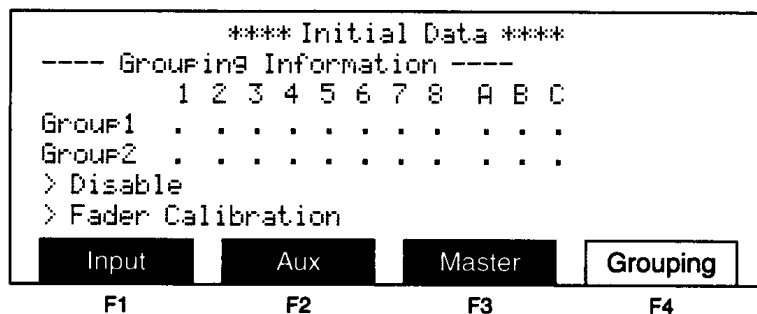 **** Initial Data ****
---- Grouping Information ----
1 2 3 4 5 6 7 8 A B C
Group1 . . . . . . . . . . .
Group2 . . . . . . . . . . .
> Disable
> Fader Calibration
Input Aux Master Grouping
F1 F2 F3 F4